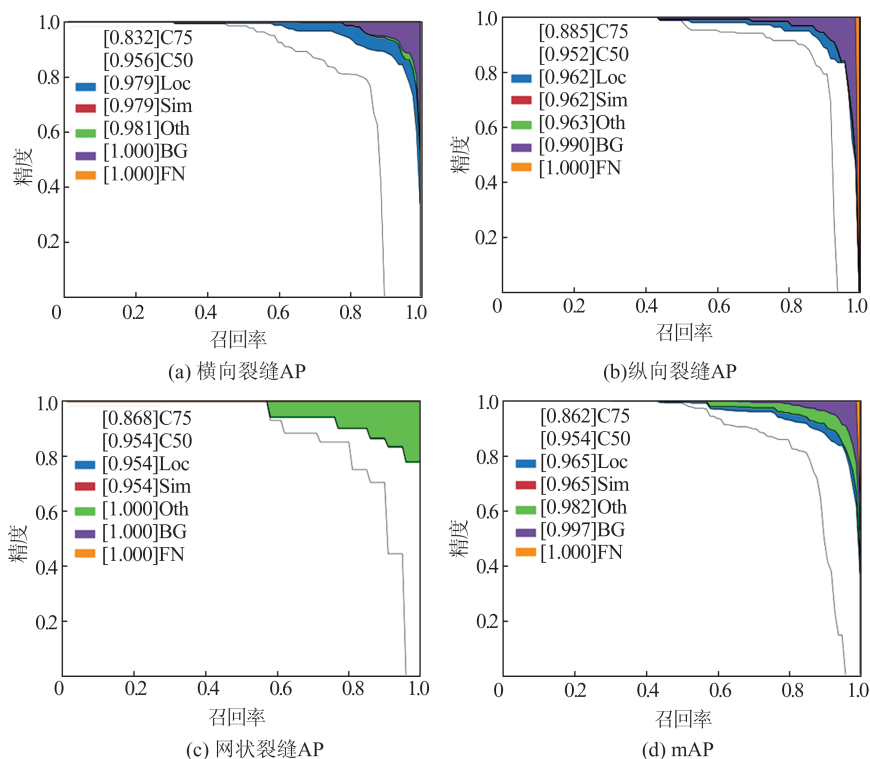 1.0
0.8
0.6
0.4
0.2
精度
[0.832]C75
[0.956]C50
[0.979]Loc
[0.979]Sim
[0.981]Oth
[1.000]BG
[1.000]FN
0 0.2 0.4 0.6 0.8 1.0
召回率
(a) 横向裂缝AP
1.0
0.8
0.6
0.4
0.2
精度
[0.885]C75
[0.952]C50
[0.962]Loc
[0.962]Sim
[0.963]Oth
[0.990]BG
[1.000]FN
0 0.2 0.4 0.6 0.8 1.0
召回率
(b)纵向裂缝AP
1.0
0.8
0.6
0.4
0.2
精度
[0.868]C75
[0.954]C50
[0.954]Loc
[0.954]Sim
[1.000]Oth
[1.000]BG
[1.000]FN
0 0.2 0.4 0.6 0.8 1.0
召回率
(c) 网状裂缝AP
1.0
0.8
0.6
0.4
0.2
精度
[0.862]C75
[0.954]C50
[0.965]Loc
[0.965]Sim
[0.982]Oth
[0.997]BG
[1.000]FN
0 0.2 0.4 0.6 0.8 1.0
召回率
(d) mAP